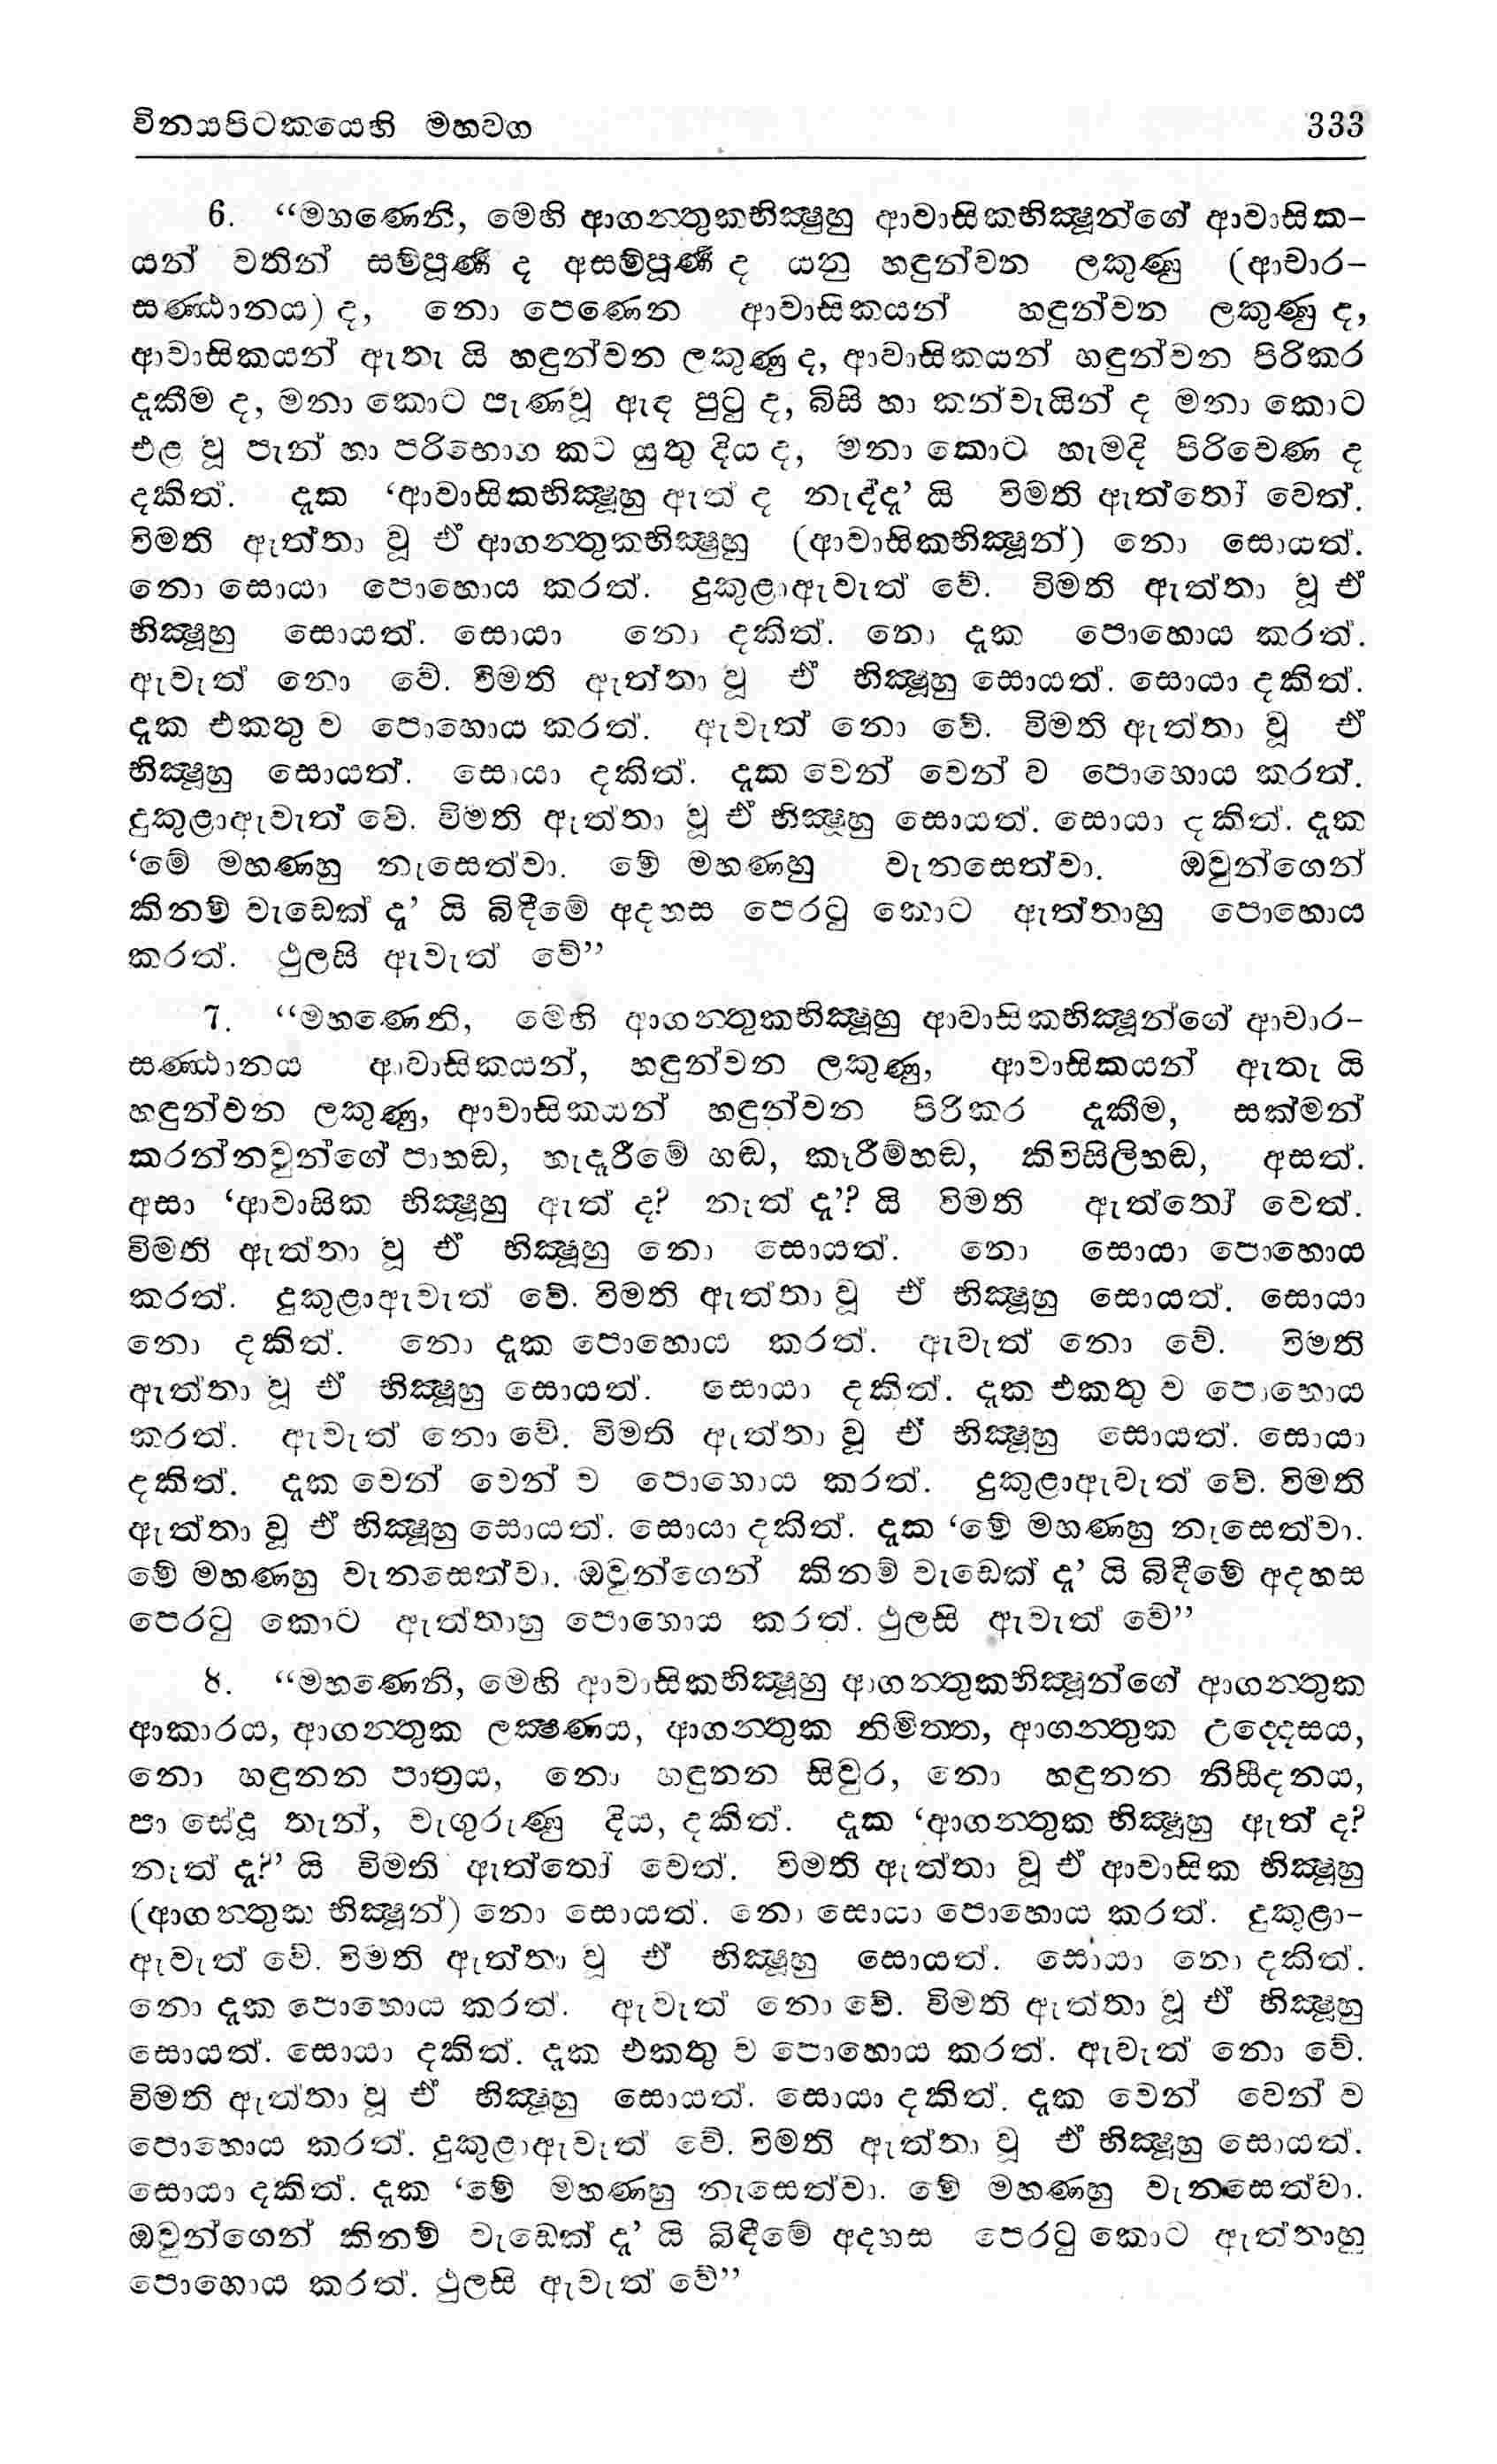 විනයපිටකයෙහි මහවග 333
6. “මහණෙනි, මෙහි ආගන්‍තුකභික්‍ෂුහු ආවාසිකභික්‍ෂූන්ගේ ආවාසික-
යන් වතින් සම්පූර්‍ණ ද අසම්පූර්‍ණ ද යනු හඳුන්වන ලකුණු (ආචාර-
සණ්ඨානය) ද, නො පෙණෙන ආවාසිකයන් හඳුන්වන ලකුණු ද,
ආවාසිකයන් ඇතැ යි හඳුන්වන ලකුණු ද, ආවාසිකයන් හඳුන්වන පිරිකර
දැකීම ද, මනා කොට පැණවූ ඇඳ පුටු ද, බිසි හා කන්වැයින් ද මනා කොට
එළ වූ පැන් හා පරිභොග කට යුතු දිය ද, මනා කොට හැමදි පිරිවෙණ ද
දකිත්. දැක ‘ආවාසිකභික්‍ෂූහු ඇත් ද නැද්ද’ යි විමති ඇත්තෝ වෙත්.
විමති ඇත්තා වූ ඒ ආගන්‍තුකභික්‍ෂුහු (ආවාසිකභික්‍ෂූන්) නො සොයත්.
නො සොයා පොහොය කරත්. දුකුළාඇවැත් වේ. විමති ඇත්තා වූ ඒ
භික්‍ෂූහු සොයත්. සොයා නො දකිත්. නො දැක පොහොය කරත්.
ඇවැත් නො වේ. විමති ඇත්තා වූ ඒ භික්‍ෂූහු සොයත්. සොයා දකිත්.
දැක එකතු ව පොහොය කරත්. ඇවැත් නො වේ. විමති ඇත්තා වූ ඒ
භික්‍ෂූහු සොයත්. සොයා දකිත්. දැක වෙන් වෙන් ව පොහොය කරත්.
දුකුළාඇවැත් වේ. විමති ඇත්තා වූ ඒ භික්‍ෂූහු සොයත්. සොයා දකිත්. දැක
‘මේ මහණහු නැසෙත්වා. මේ මහණහු වැනසෙත්වා. ඔවුන්ගෙන්
කිනම් වැඩෙක් ද’ යි බිඳීමේ අදහස පෙරටු කොට ඇත්තාහු පොහොය
කරත්. ථුලසි ඇවැත් වේ”
7. “මහණෙනි, මෙහි ආගන්‍තුකභික්‍ෂූහු ආවාසිකභික්‍ෂූන්ගේ ආචාර-
සණ්ඨානය ආවාසිකයන්, හඳුන්වන ලකුණු, ආවාසිකයන් ඇතැ යි
හඳුන්වන ලකුණු, ආවාසිකයන් හඳුන්වන පිරිකර දැකීම, සක්මන්
කරන්නවුන්ගේ පාහඬ, හැදෑරීමේ හඬ, කෑරීම්හඬ, කිවිසිලිහඬ, අසත්.
අසා ‘ආවාසික භික්‍ෂූහු ඇත් ද? නැත් ද’? යි විමති ඇත්තෝ වෙත්.
විමති ඇත්තා වූ ඒ භික්‍ෂූහු නො සොයත්. නො සොයා පොහොය
කරත්. දුකුළාඇවැත් වේ. විමති ඇත්තා වූ ඒ භික්‍ෂූහු සොයත්. සොයා
නො දකිත්. නො දැක පොහොය කරත්. ඇවැත් නො වේ. විමති
ඇත්තා වූ ඒ භික්‍ෂූහු සොයත්. සොයා දකිත්. දැක එකතු ව පොහොය
කරත්. ඇවැත් නො වේ. විමති ඇත්තා වූ ඒ භික්‍ෂූහු සොයත්. සොයා
දකිත්. දැක වෙන් වෙන් ව පොහොය කරත්. දුකුළාඇවැත් වේ. විමති
ඇත්තා වූ ඒ භික්‍ෂූහු සොයත්. සොයා දකිත්. දැක ‘මේ මහණහු නැසෙත්වා.
මේ මහණහු වැනසෙත්වා. ඔවුන්ගෙන් කිනම් වැඩෙක් ද’ යි බිඳීමේ අදහස
පෙරටු කොට ඇත්තාහු පොහොය කරත්. ථුලසි ඇවැත් වේ”
8. “මහණෙනි, මෙහි ආවාසිකභික්‍ෂූහු ආගන්‍තුකභික්‍ෂූන්ගේ ආගන්‍තුක
ආකාරය, ආගන්‍තුක ලක්‍ෂණය, ආගන්‍තුක නිමිත්ත, ආගන්‍තුක උද්දෙසය,
නො හඳුනන පාත්‍රය, නො හඳුනන සිවුර, නො හඳුනන නිසීදනය,
පා සේදූ තැන්, වැගුරුණු දිය, දකිත්. දැක ‘ආගන්‍තුක භික්‍ෂූහු ඇත් ද?
නැත් ද?’ යි විමති ඇත්තෝ වෙත්. විමති ඇත්තා වූ ඒ ආවාසික භික්‍ෂූහු
(ආගන්‍තුක භික්‍ෂූන්) නො සොයත්. නො සොයා පොහොය කරත්. දුකුළා-
ඇවැත් වේ. විමති ඇත්තා වූ ඒ භික්‍ෂූහු සොයත්. සොයා නො දකිත්.
නො දැක පොහොය කරත්. ඇවැත් නො වේ. විමති ඇත්තා වූ ඒ භික්‍ෂූහු
සොයත්. සොයා දකිත්. දැක එකතු ව පොහොය කරත්. ඇවැත් නො වේ.
විමති ඇත්තා වූ ඒ භික්‍ෂූහු සොයත්. සොයා දකිත්. දැක වෙන් වෙන් ව
පොහොය කරත්. දුකුළාඇවැත් වේ. විමති ඇත්තා වූ ඒ භික්‍ෂූහු සොයත්.
සොයා දකිත්. දැක ‘මේ මහණහු නැසෙත්වා. මේ මහණහු වැනසෙත්වා.
ඔවුන්ගෙන් කිනම් වැඩෙක් ද’ යි බිඳීමේ අදහස පෙරටු කොට ඇත්තාහු
පොහොය කරත්. ථුලසි ඇවැත් වේ”